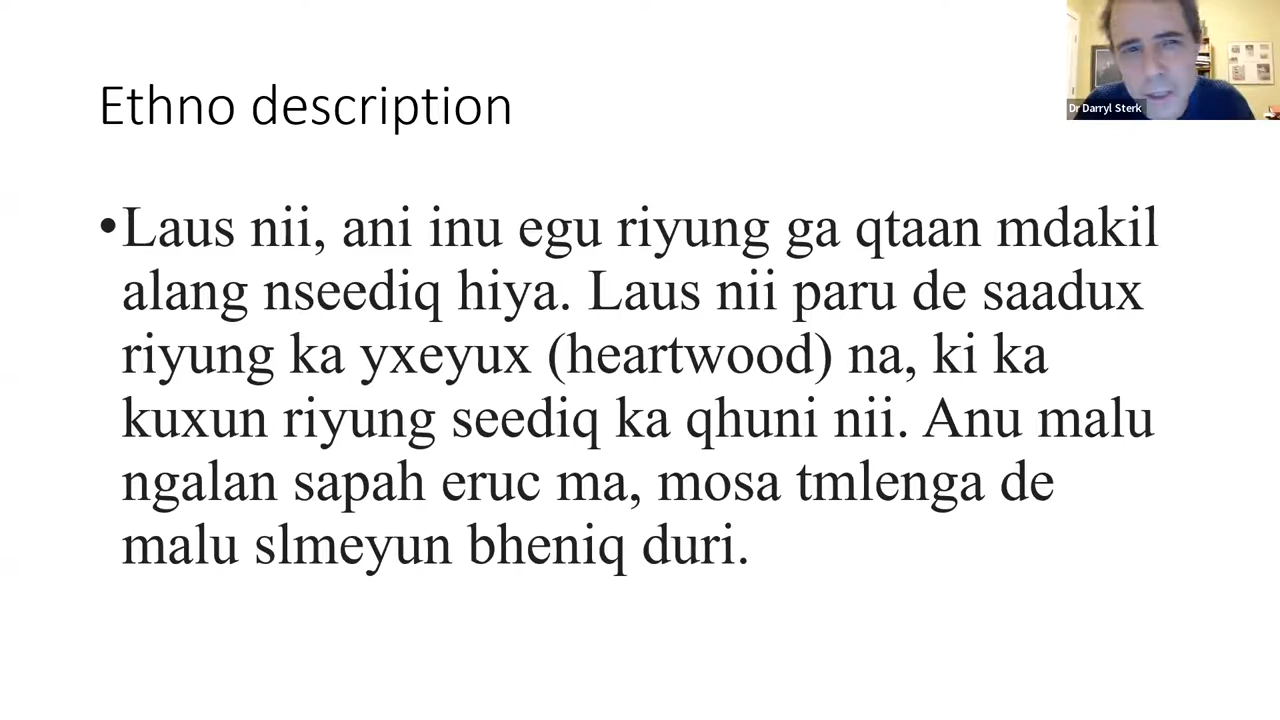 Dr Darryl Sterk
Ethno description
•Laus nii, ani inu egu riyung ga qtaan mdakil
alang nseediq hiya. Laus nii paru de saadux
riyung ka yxeyux (heartwood) na, ki ka
kuxun riyung seediq ka qhuni nii. Anu malu
ngalan sapah eruc ma, mosa tmlenga de
malu slmeyun bheniq duri.